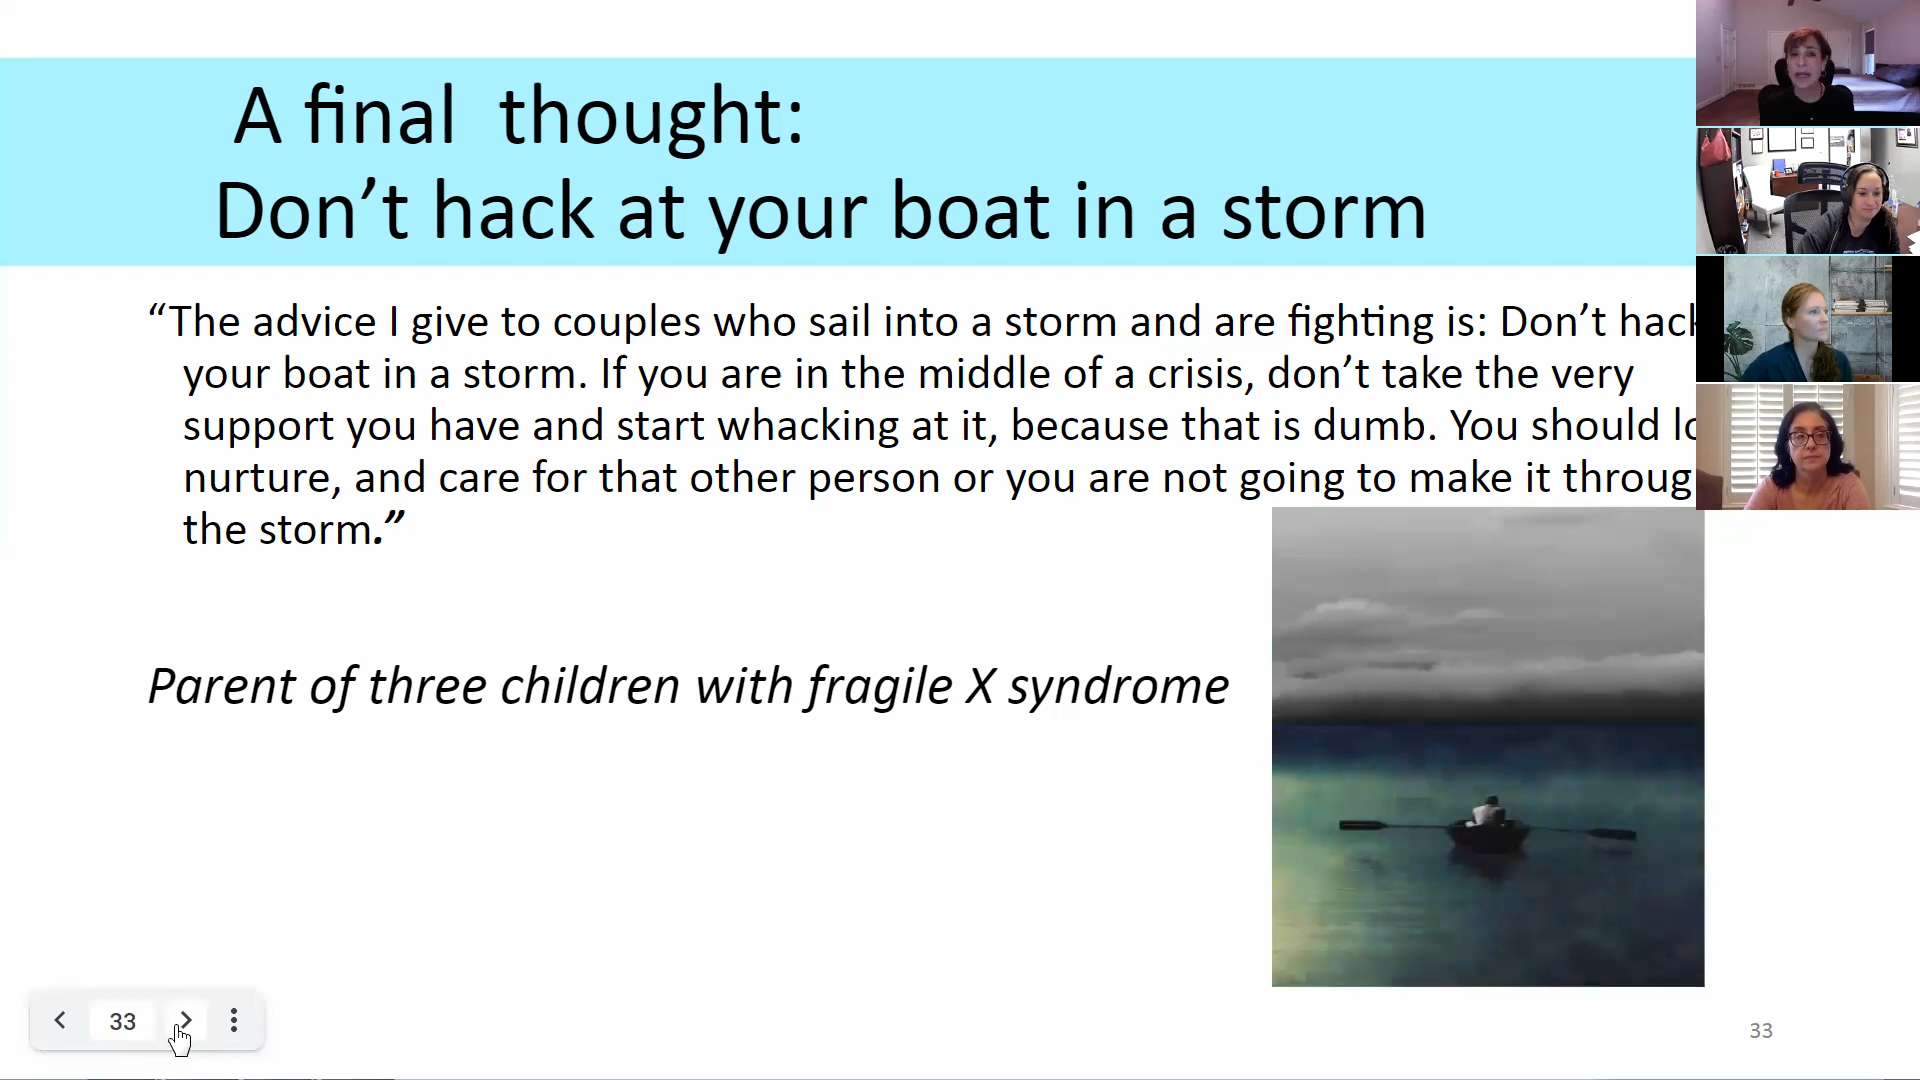 A final thought:
Don’t hack at your boat in a storm
“The advice I give to couples who sail into a storm and are fighting is: Don’t hack
your boat in a storm. If you are in the middle of a crisis, don’t take the very
support you have and start whacking at it, because that is dumb. You should
nurture, and care for that other person or you are not going to make it throug
the storm.”
Parent of three children with fragile X syndrome
33
33